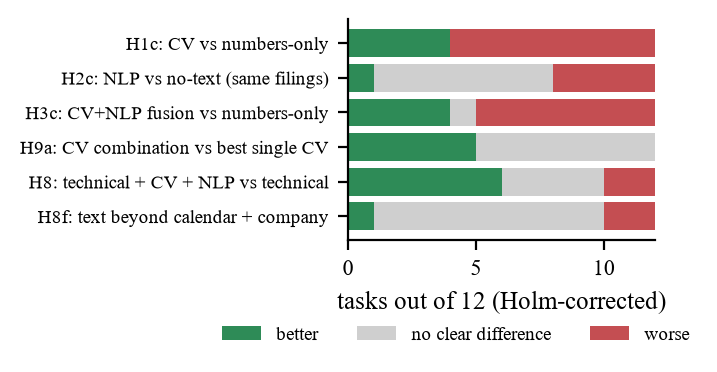 H1c: CV vs numbers-only
H2c: NLP vs no-text (same filings)
H3c: CV+NLP fusion vs numbers-only
H9a: CV combination vs best single CV
H8: technical + CV + NLP vs technical
H8f: text beyond calendar + company
0 5 10
tasks out of 12 (Holm-corrected)
better no clear difference worse